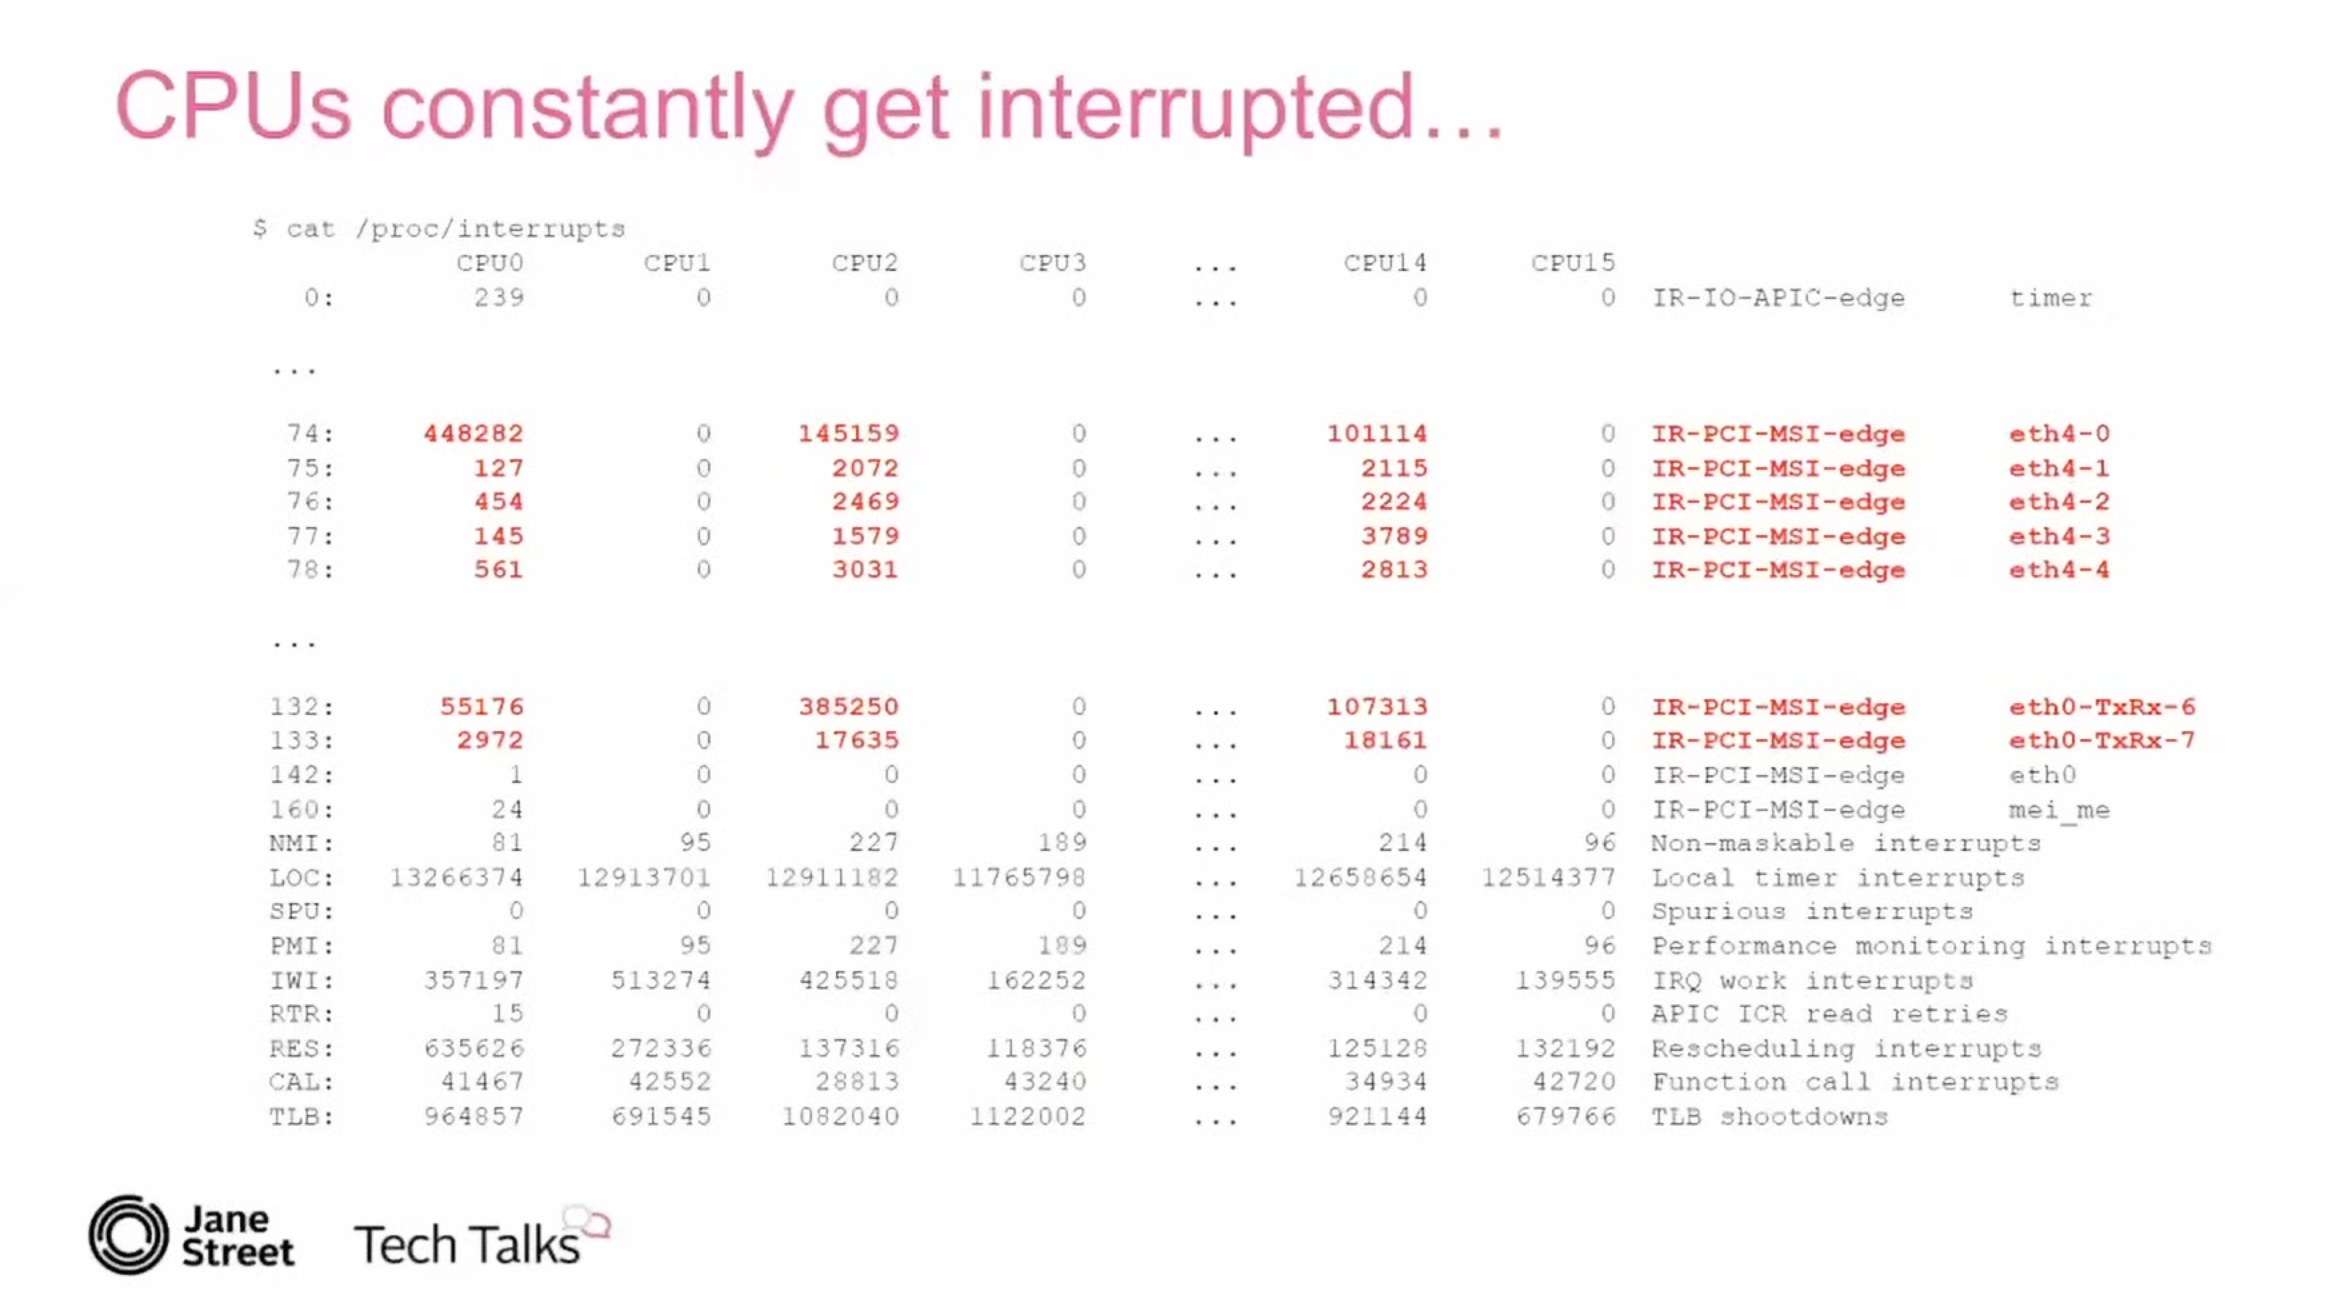 CPUs constantly get interrupted...
$ cat /proc/interrupts
CPU0 CPU1 CPU2 CPU3 ... CPU14 CPU15
0: 239 0 0 0 ... 0 0 IR-IO-APIC-edge timer
...
74: 448282 0 145159 0 ... 101114 0 IR-PCI-MSI-edge eth4-0
75: 127 0 2072 0 ... 2115 0 IR-PCI-MSI-edge eth4-1
76: 454 0 2469 0 ... 2224 0 IR-PCI-MSI-edge eth4-2
77: 145 0 1579 0 ... 3789 0 IR-PCI-MSI-edge eth4-3
78: 561 0 3031 0 ... 2813 0 IR-PCI-MSI-edge eth4-4
...
132: 55176 0 385250 0 ... 107313 0 IR-PCI-MSI-edge eth0-TxRx-6
133: 2972 0 17635 0 ... 18161 0 IR-PCI-MSI-edge eth0-TxRx-7
142: 1 0 0 0 ... 0 0 IR-PCI-MSI-edge eth0
160: 24 0 0 0 ... 0 0 IR-PCI-MSI-edge mei_me
NMI: 81 95 227 189 ... 214 96 Non-maskable interrupts
LOC: 13266374 12913701 12911182 11765798 ... 12658654 12514377 Local timer interrupts
SPU: 0 0 0 0 ... 0 0 Spurious interrupts
PMI: 81 95 227 189 ... 214 96 Performance monitoring interrupts
IWI: 357197 513274 425518 162252 ... 314342 139555 IRQ work interrupts
RTR: 15 0 0 0 ... 0 0 APIC ICR read retries
RES: 635626 272336 137316 118376 ... 125128 132192 Rescheduling interrupts
CAL: 41467 42552 28813 43240 ... 34934 42720 Function call interrupts
TLB: 964857 691545 1082040 1122002 ... 921144 679766 TLB shootdowns
Jane
Street
Tech Talks